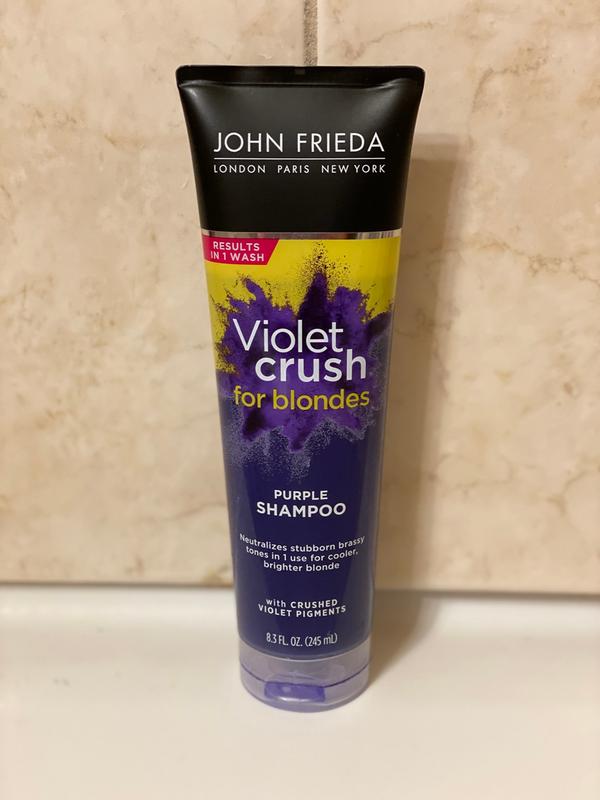 JOHN FRIEDA
LONDON PARIS NEW YORK
RESULTS
IN 1 WASH
Violet
crush
for blondes
PURPLE
SHAMPOO
Neutralizes stubborn brassy
tones in 1 use for cooler,
brighter blonde
with CRUSHED
VIOLET PIGMENTS
8.3 FL. OZ. (245 mL)